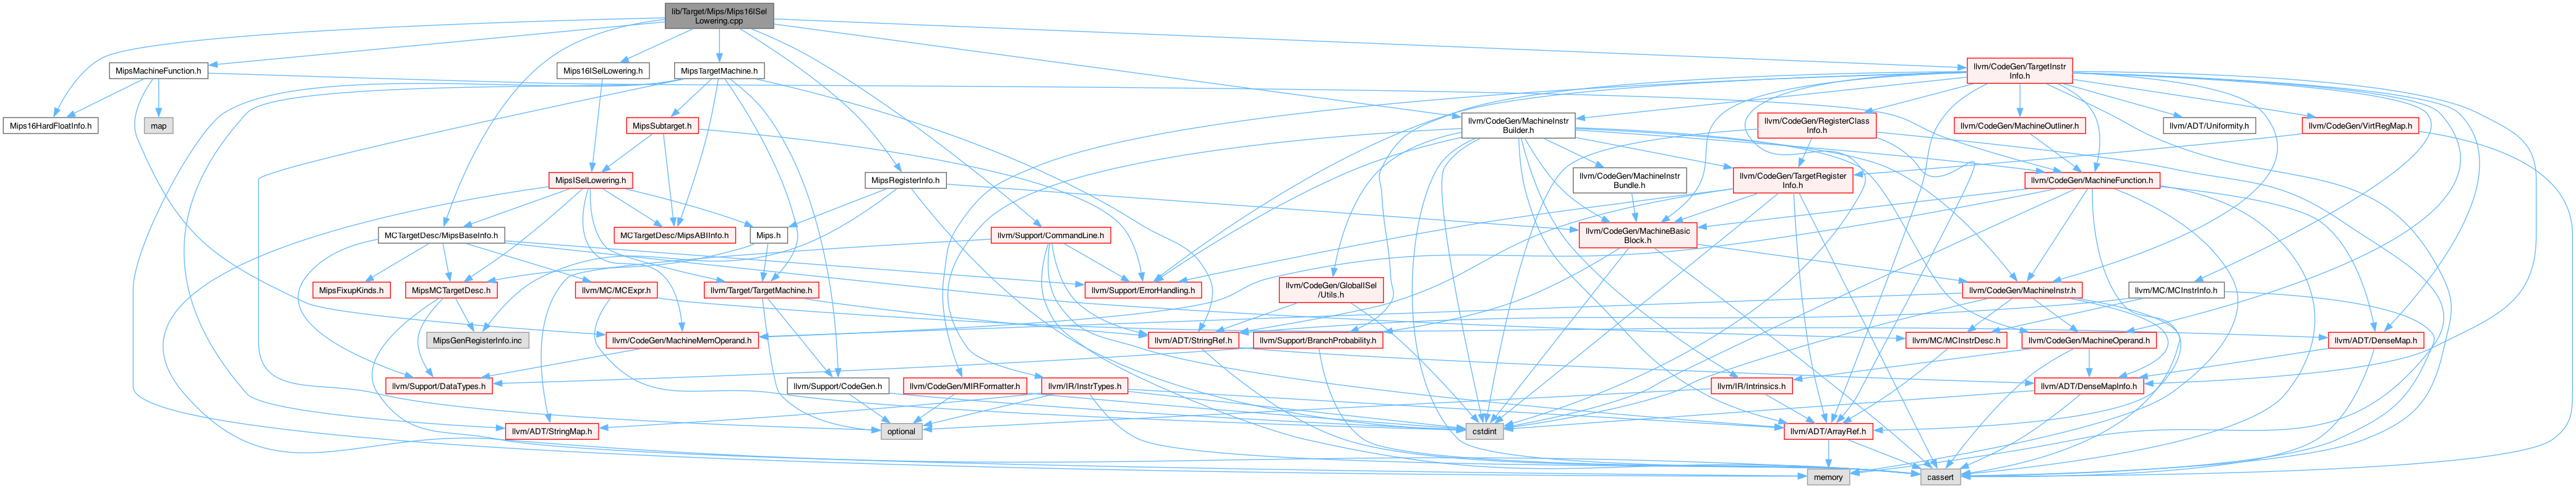 lib/Target/Mips/Mips16ISel
Lowering.cpp
MipsMachineFunction.h
Mips16ISelLowering.h
MipsTargetMachine.h
llvm/CodeGen/TargetInstr
Info.h
Mips16HardFloatInfo.h
map
MipsSubtarget.h
llvm/CodeGen/MachineInstr
Builder.h
llvm/CodeGen/RegisterClass
Info.h
llvm/CodeGen/MachineOutliner.h
llvm/ADT/Uniformity.h
llvm/CodeGen/VirtRegMap.h
MipsISelLowering.h
MipsRegisterInfo.h
llvm/CodeGen/MachineInstr
Bundle.h
llvm/CodeGen/TargetRegister
Info.h
llvm/CodeGen/MachineFunction.h
MCTargetDesc/MipsBaseInfo.h
MCTargetDesc/MipsABIInfo.h
Mips.h
llvm/Support/CommandLine.h
llvm/CodeGen/MachineBasic
Block.h
MipsFixupKinds.h
MipsMCTargetDesc.h
llvm/MC/MCExpr.h
llvm/Target/TargetMachine.h
llvm/Support/ErrorHandling.h
llvm/CodeGen/GlobalISel
/Utils.h
llvm/CodeGen/MachineInstr.h
llvm/MC/MCInstrInfo.h
MipsGenRegisterInfo.inc
llvm/CodeGen/MachineMemOperand.h
llvm/ADT/StringRef.h
llvm/Support/BranchProbability.h
llvm/MC/MCInstrDesc.h
llvm/CodeGen/MachineOperand.h
llvm/ADT/DenseMap.h
llvm/Support/DataTypes.h
llvm/Support/CodeGen.h
llvm/CodeGen/MIRFormatter.h
llvm/IR/InstrTypes.h
llvm/IR/Intrinsics.h
llvm/ADT/DenseMapInfo.h
llvm/ADT/StringMap.h
optional
cstdint
llvm/ADT/ArrayRef.h
memory
cassert